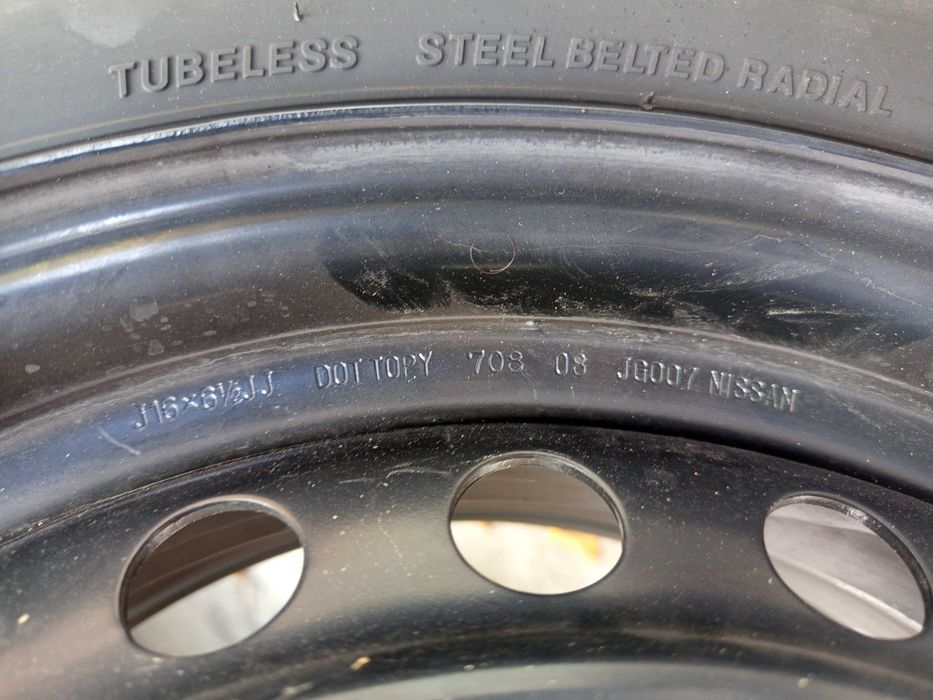 TUBELESS STEEL BELTED RADIAL
J16×6½JJ DOT TOPY 708 08 JG007 NISSAN